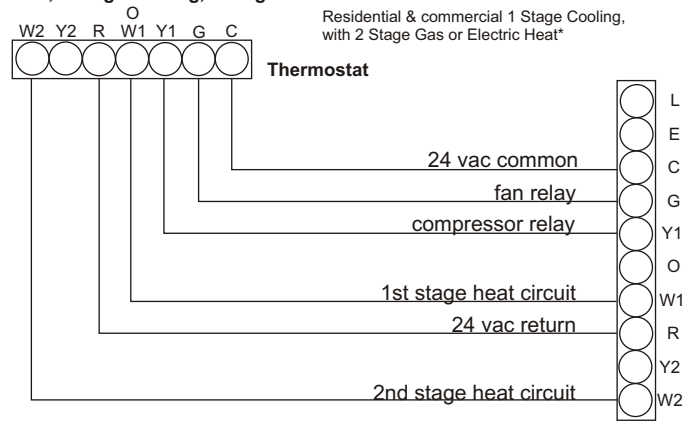 Residential & commercial 1 Stage Cooling,
with 2 Stage Gas or Electric Heat*
O
W2 Y2 R W1 Y1 G C
Thermostat
L
E
24 vac common C
fan relay G
compressor relay Y1
O
1st stage heat circuit W1
24 vac return R
Y2
2nd stage heat circuit W2